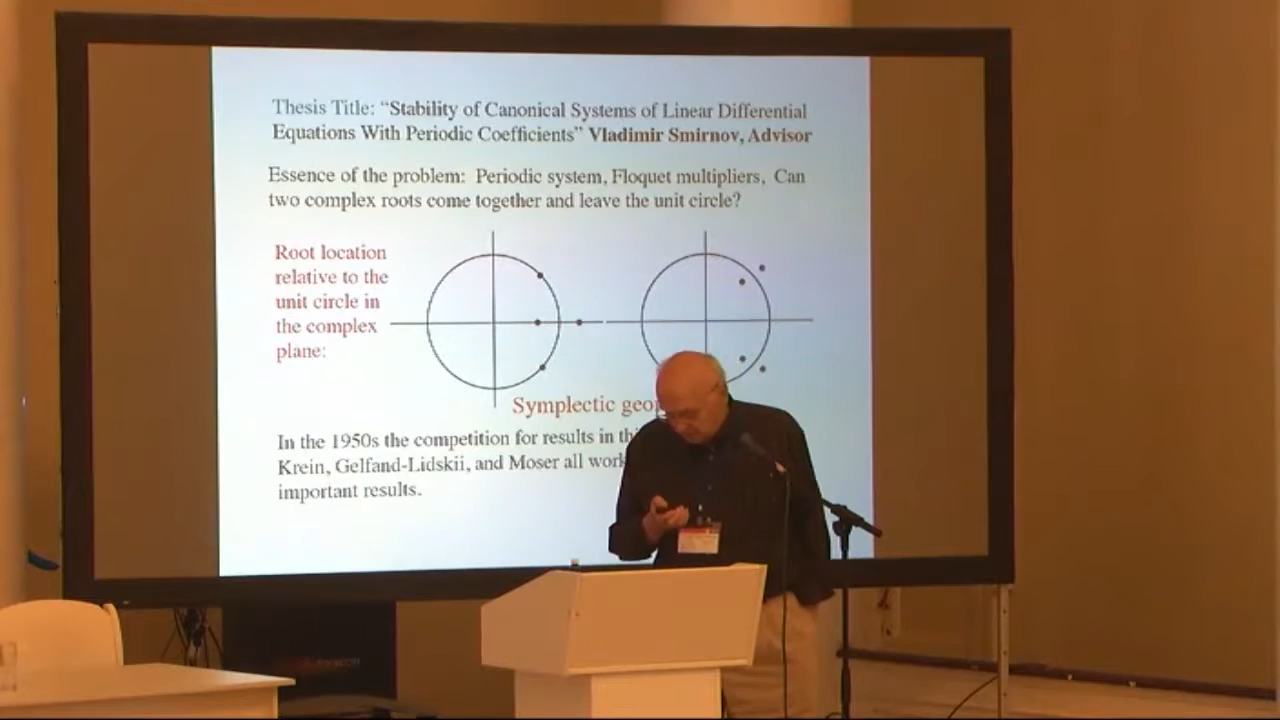 Thesis Title: “Stability of Canonical Systems of Linear Differential
Equations With Periodic Coefficients” Vladimir Smirnov, Advisor
Essence of the problem: Periodic system, Floquet multipliers, Can
two complex roots come together and leave the unit circle?
Root location
relative to the
unit circle in
the complex
plane:
Symplectic
In the 1950s the competition for results in
Krein, Gelfand-Lidskii, and Moser all
important results.